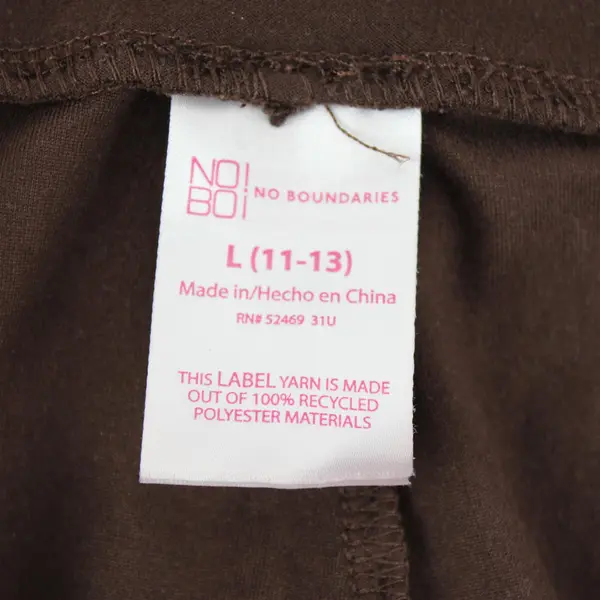 NO!
BO¡
NO BOUNDARIES
L (11-13)
Made in/Hecho en China
RN# 52469 31U
THIS LABEL YARN IS MADE
OUT OF 100% RECYCLED
POLYESTER MATERIALS